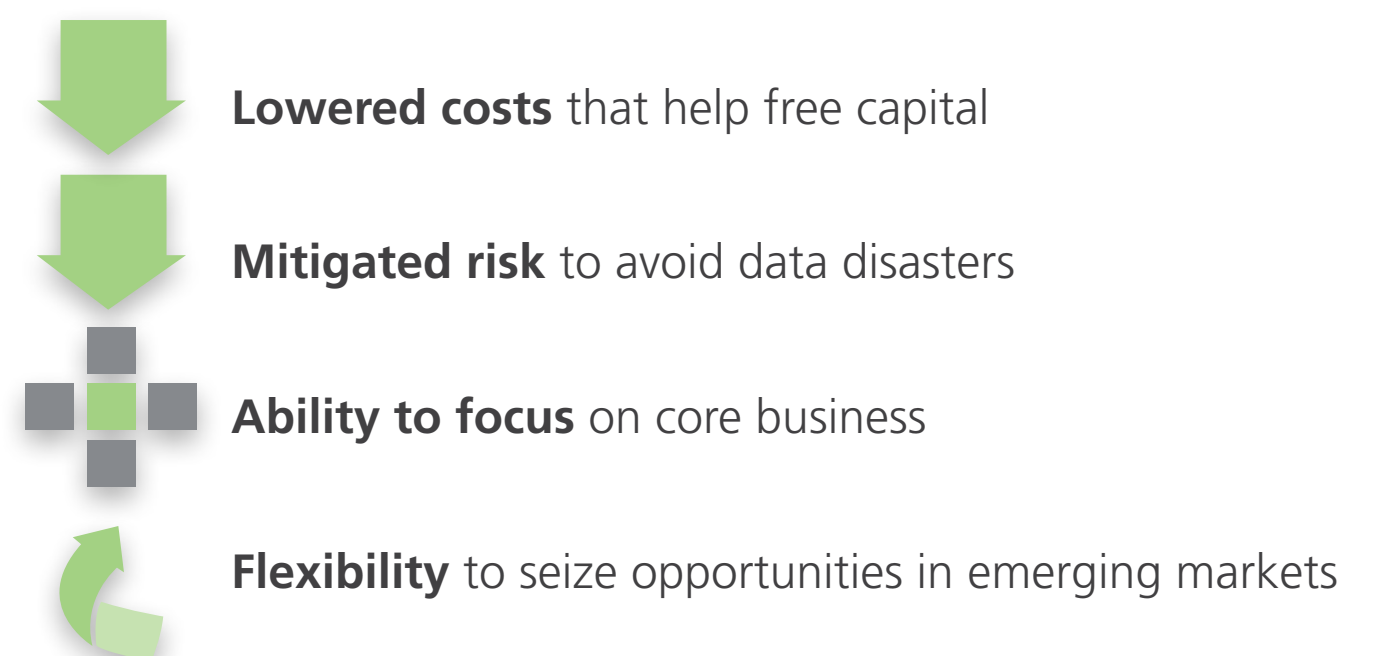 Lowered costs that help free capital
Mitigated risk to avoid data disasters
Ability to focus on core business
Flexibility to seize opportunities in emerging markets